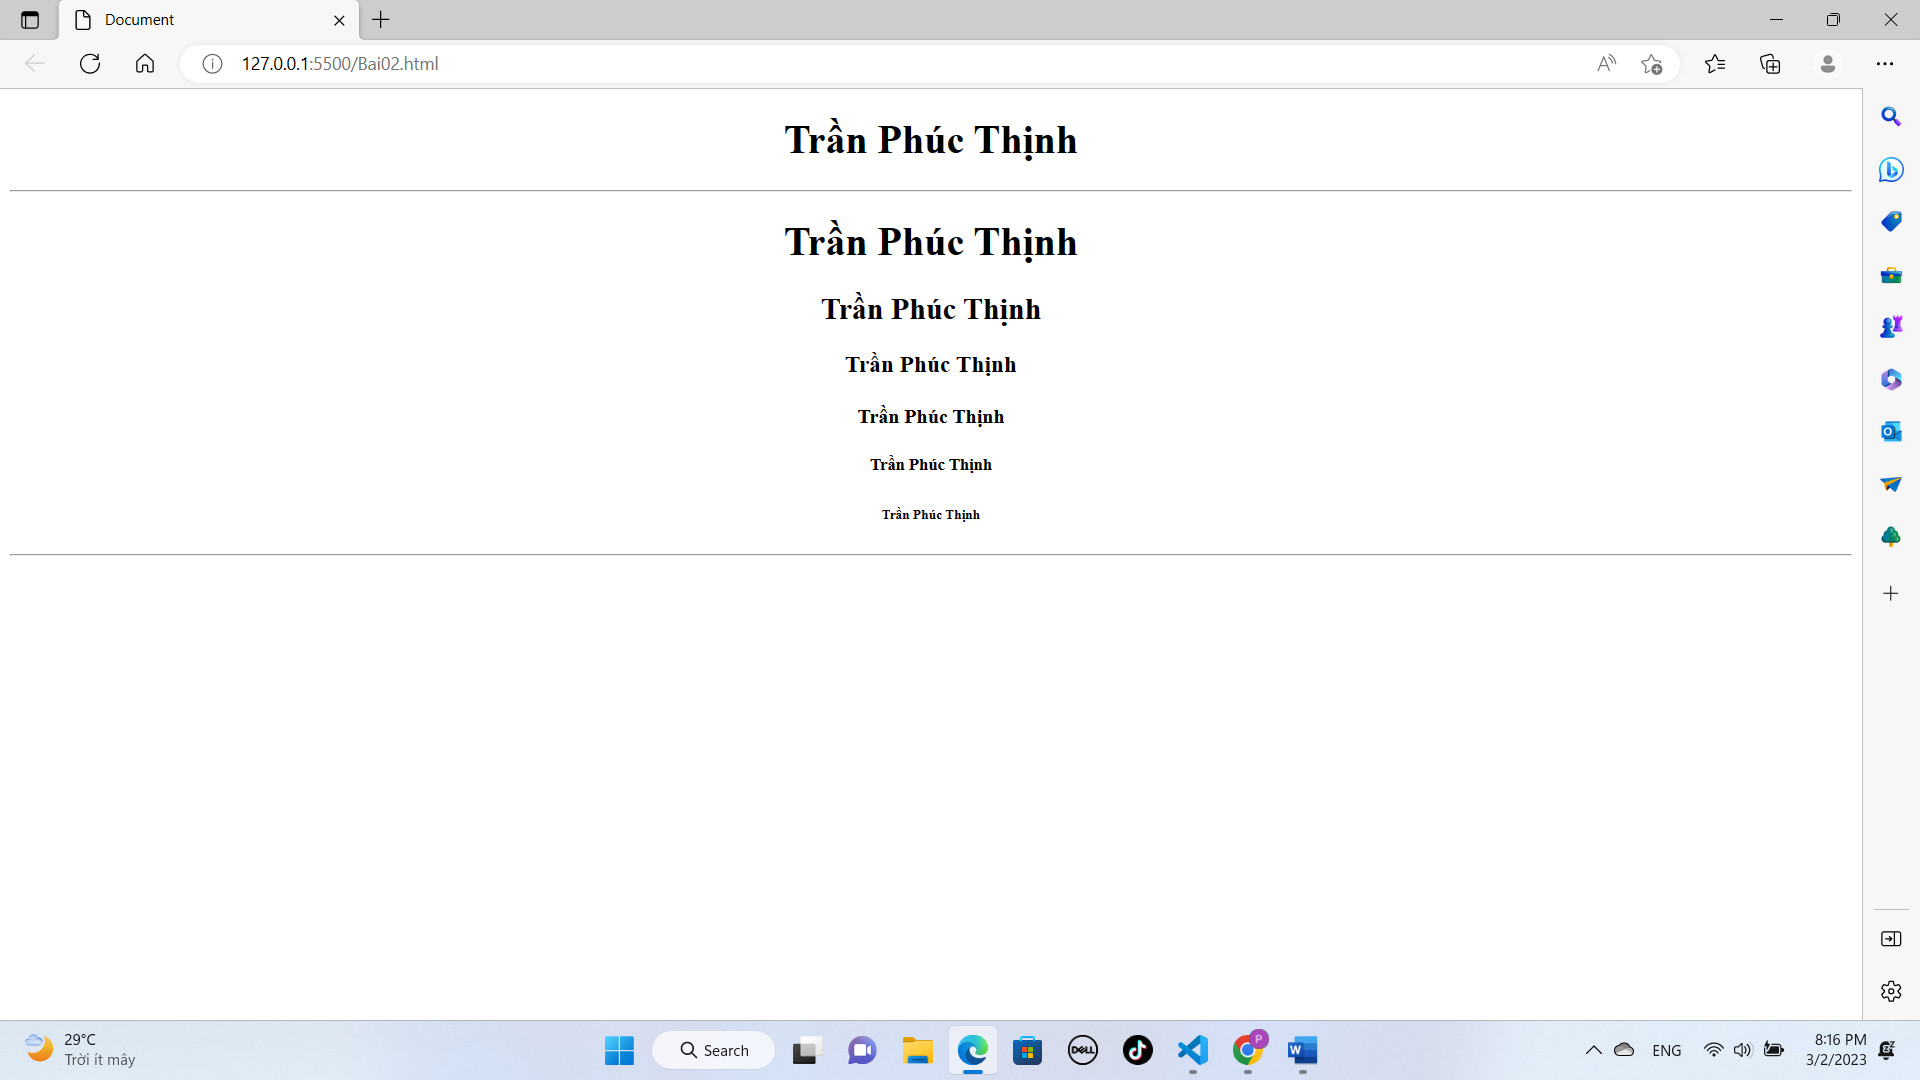 Document
127.0.0.1:5500/Bai02.html
Trần Phúc Thịnh
Trần Phúc Thịnh
Trần Phúc Thịnh
Trần Phúc Thịnh
Trần Phúc Thịnh
Trần Phúc Thịnh
Trần Phúc Thịnh
29°C
Trời ít mây
Search
DELL
P
W
ENG
8:16 PM
3/2/2023